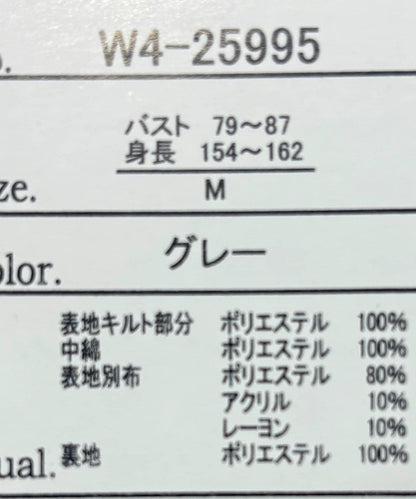 o. W4-25995
バスト 79～87
身長 154～162
ze. M
olor. グレー
表地キルト部分 ポリエステル 100%
中綿 ポリエステル 100%
表地別布 ポリエステル 80%
アクリル 10%
レーヨン 10%
ual. 裏地 ポリエステル 100%